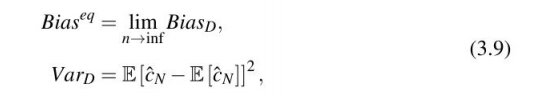 Bias^{eq} = \lim_{n→inf} Bias_D,
(3.9)
Var_D = 𝔼[ĉ_N − 𝔼[ĉ_N]]^2,